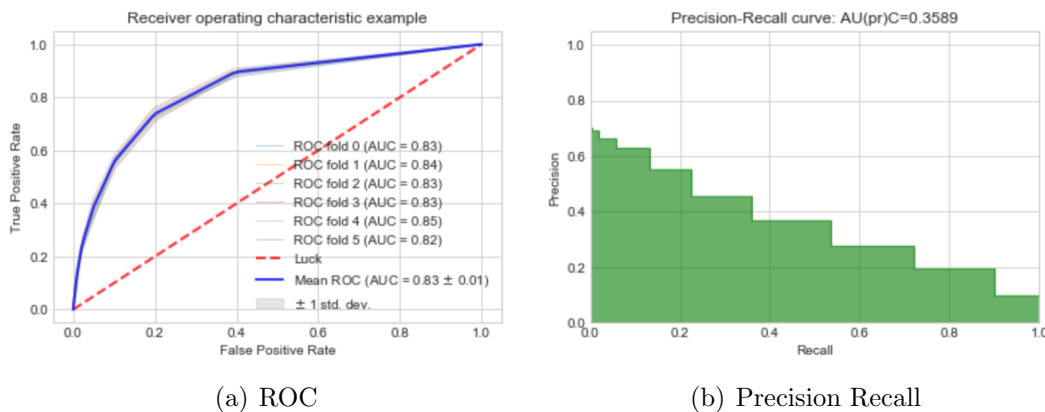 Receiver operating characteristic example
1.0
0.8
0.6
0.4
0.2
0.0
True Positive Rate
ROC fold 0 (AUC = 0.83)
ROC fold 1 (AUC = 0.84)
ROC fold 2 (AUC = 0.83)
ROC fold 3 (AUC = 0.83)
ROC fold 4 (AUC = 0.85)
ROC fold 5 (AUC = 0.82)
Luck
Mean ROC (AUC = 0.83 ± 0.01)
± 1 std. dev.
0.0 0.2 0.4 0.6 0.8 1.0
False Positive Rate
(a) ROC
Precision-Recall curve: AU(pr)C=0.3589
1.0
0.8
0.6
0.4
0.2
0.0
Precision
0.0 0.2 0.4 0.6 0.8 1.0
Recall
(b) Precision Recall